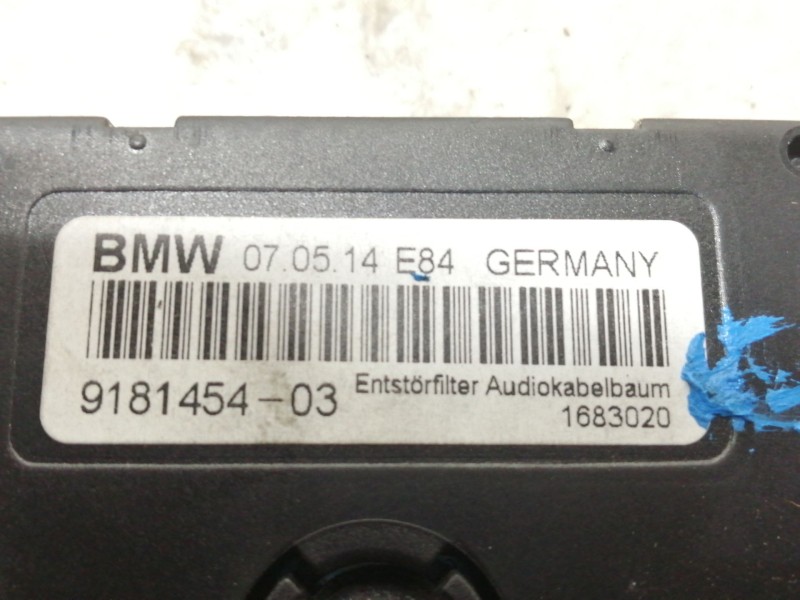 BMW 07.05.14 E84 GERMANY
9181454-03 Entstörfilter Audiokabelbaum
1683020